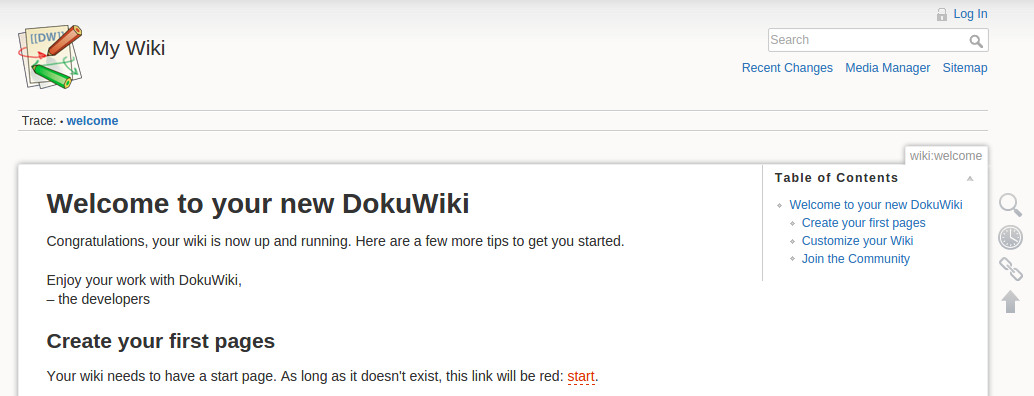 Log In
[[DW]]
My Wiki
Search
Recent Changes Media Manager Sitemap
Trace: • welcome
wiki:welcome
Table of Contents
Welcome to your new DokuWiki
Create your first pages
Customize your Wiki
Join the Community
Welcome to your new DokuWiki
Congratulations, your wiki is now up and running. Here are a few more tips to get you started.
Enjoy your work with DokuWiki,
– the developers
Create your first pages
Your wiki needs to have a start page. As long as it doesn't exist, this link will be red: start.